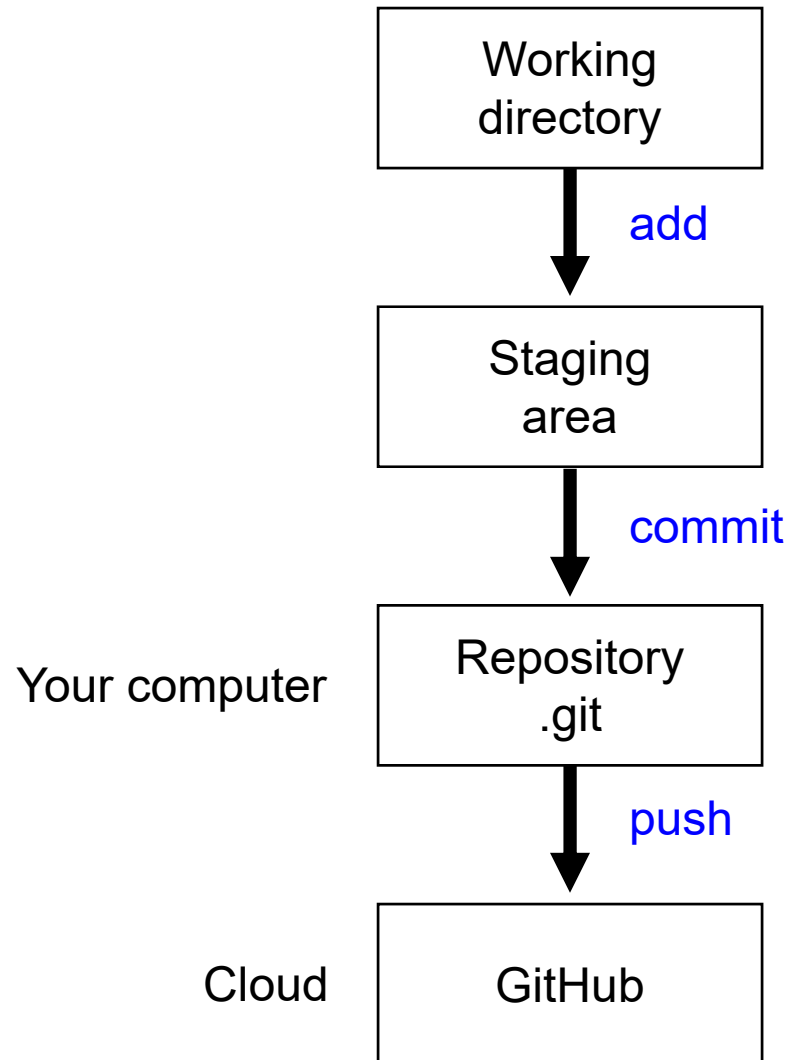 Working
directory
add
Staging
area
commit
Your computer
Repository
.git
push
Cloud
GitHub